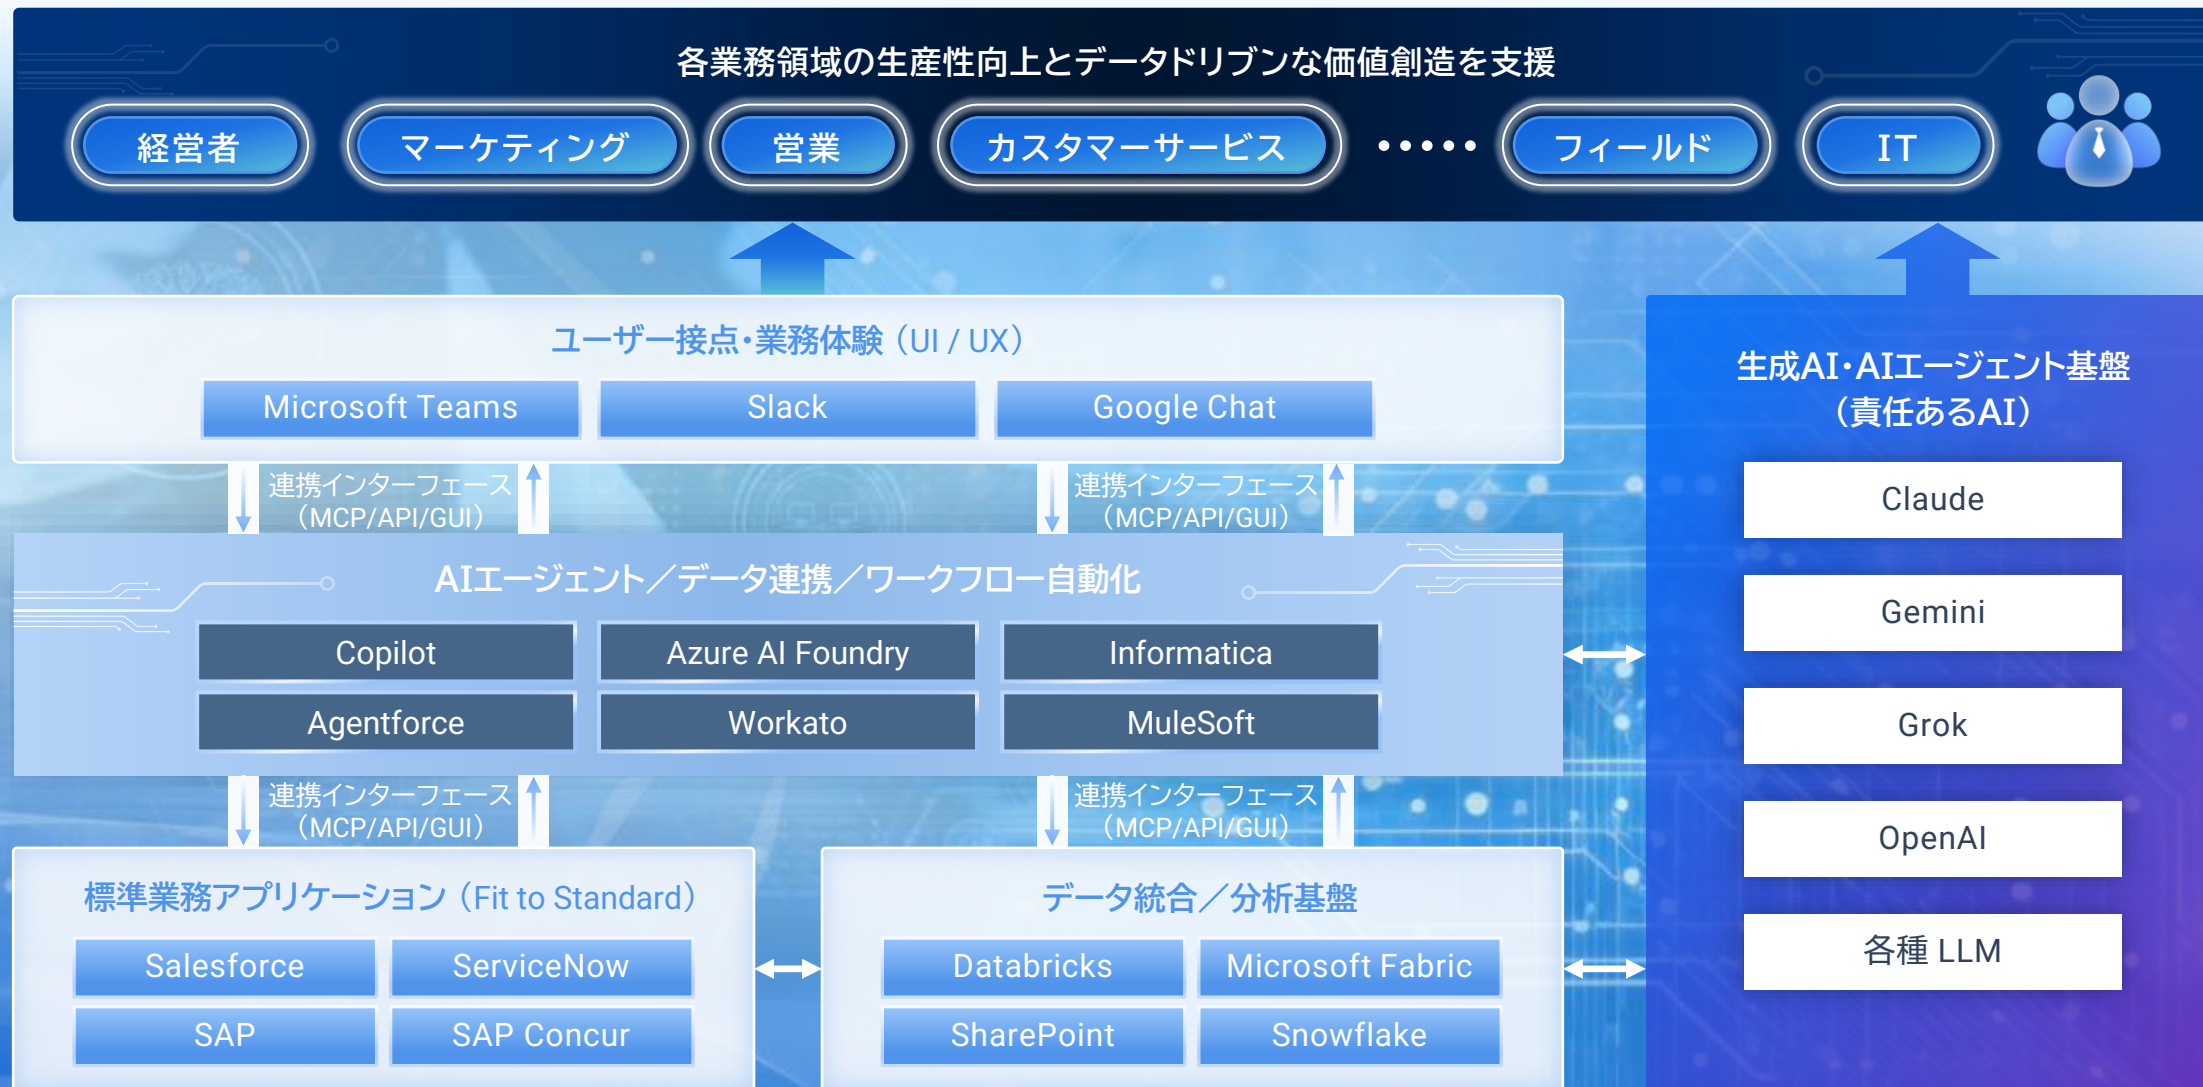 各業務領域の生産性向上とデータドリブンな価値創造を支援
経営者
マーケティング
営業
カスタマーサービス
•••••
フィールド
IT
ユーザー接点・業務体験（UI / UX）
Microsoft Teams
Slack
Google Chat
連携インターフェース
（MCP/API/GUI）
連携インターフェース
（MCP/API/GUI）
AIエージェント／データ連携／ワークフロー自動化
Copilot
Azure AI Foundry
Informatica
Agentforce
Workato
MuleSoft
連携インターフェース
（MCP/API/GUI）
連携インターフェース
（MCP/API/GUI）
標準業務アプリケーション（Fit to Standard）
Salesforce
ServiceNow
SAP
SAP Concur
データ統合／分析基盤
Databricks
Microsoft Fabric
SharePoint
Snowflake
生成AI・AIエージェント基盤
（責任あるAI）
Claude
Gemini
Grok
OpenAI
各種 LLM